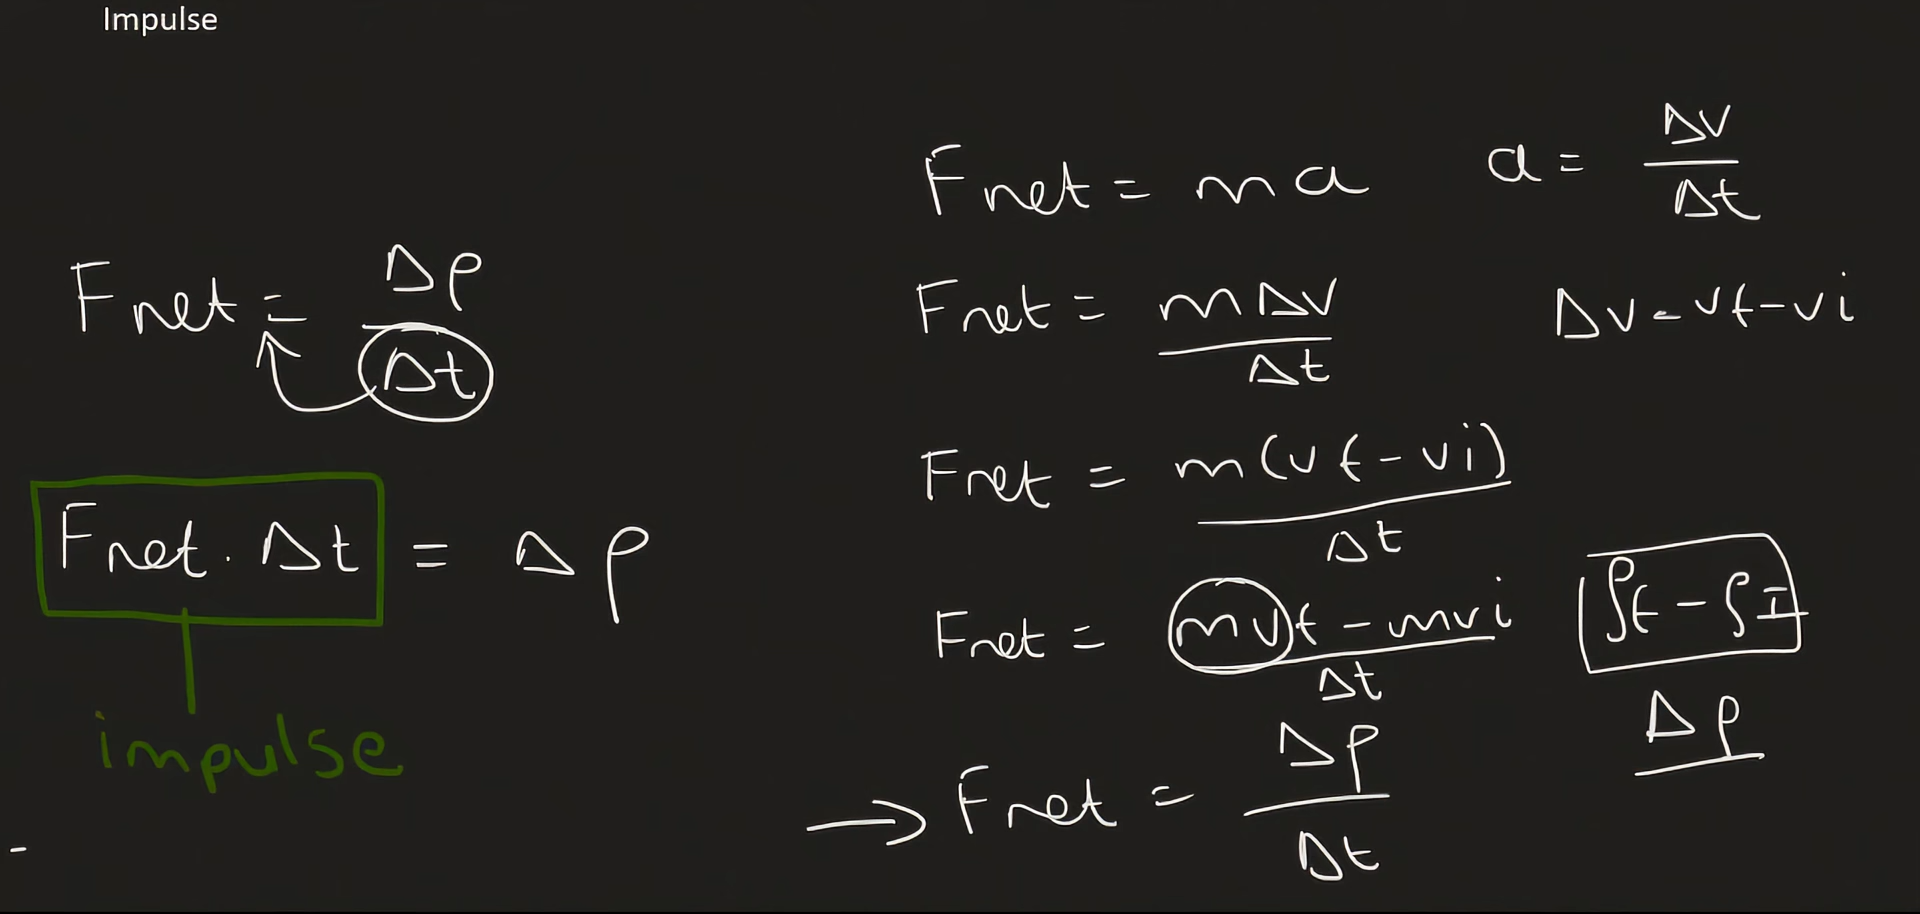 Impulse
Fnet = Δp / Δt
Fnet . Δt = Δp
impulse
Fnet = ma a = Δv / Δt
Fnet = mΔv / Δt Δv = vf - vi
Fnet = m(vf - vi) / Δt
Fnet = mvf - mvi / Δt pf - pI
Δp
→ Fnet = Δp / Δt
-